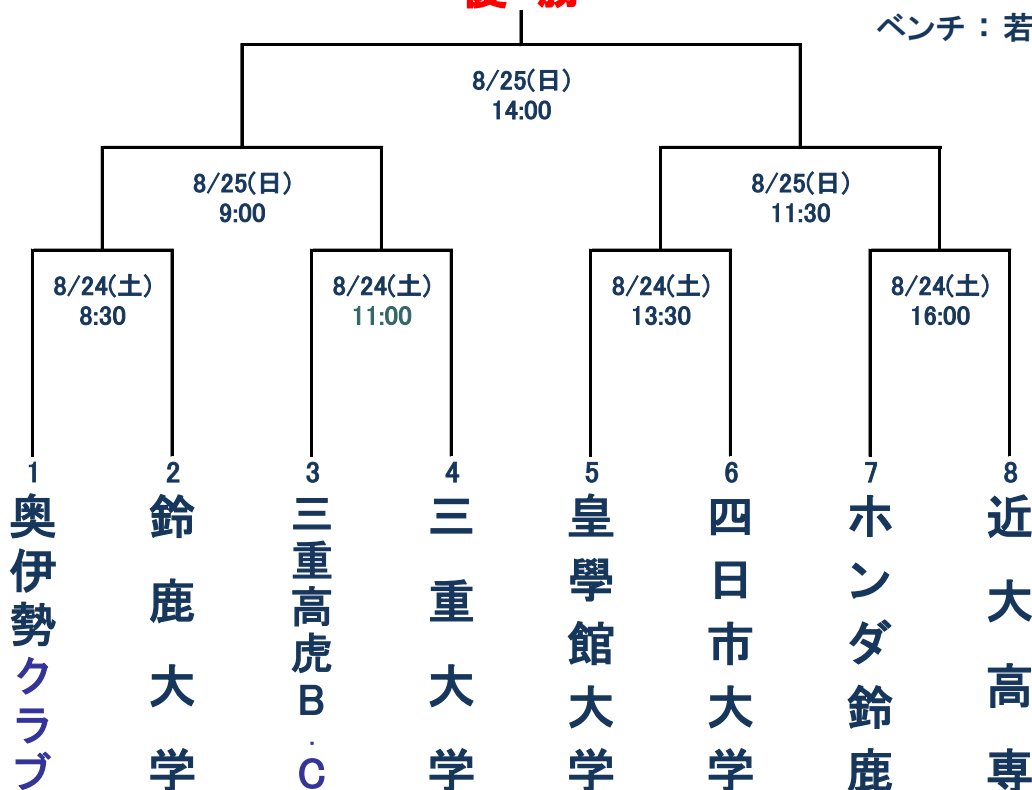 優勝
ベンチ：若
8/25(日)
14:00
8/25(日)
9:00
8/25(日)
11:30
8/24(土)
8:30
8/24(土)
11:00
8/24(土)
13:30
8/24(土)
16:00
1
奥伊勢クラブ
2
鈴鹿大学
3
三重高虎B.C
4
三重大学
5
皇學館大学
6
四日市大学
7
ホンダ鈴鹿
8
近大高専